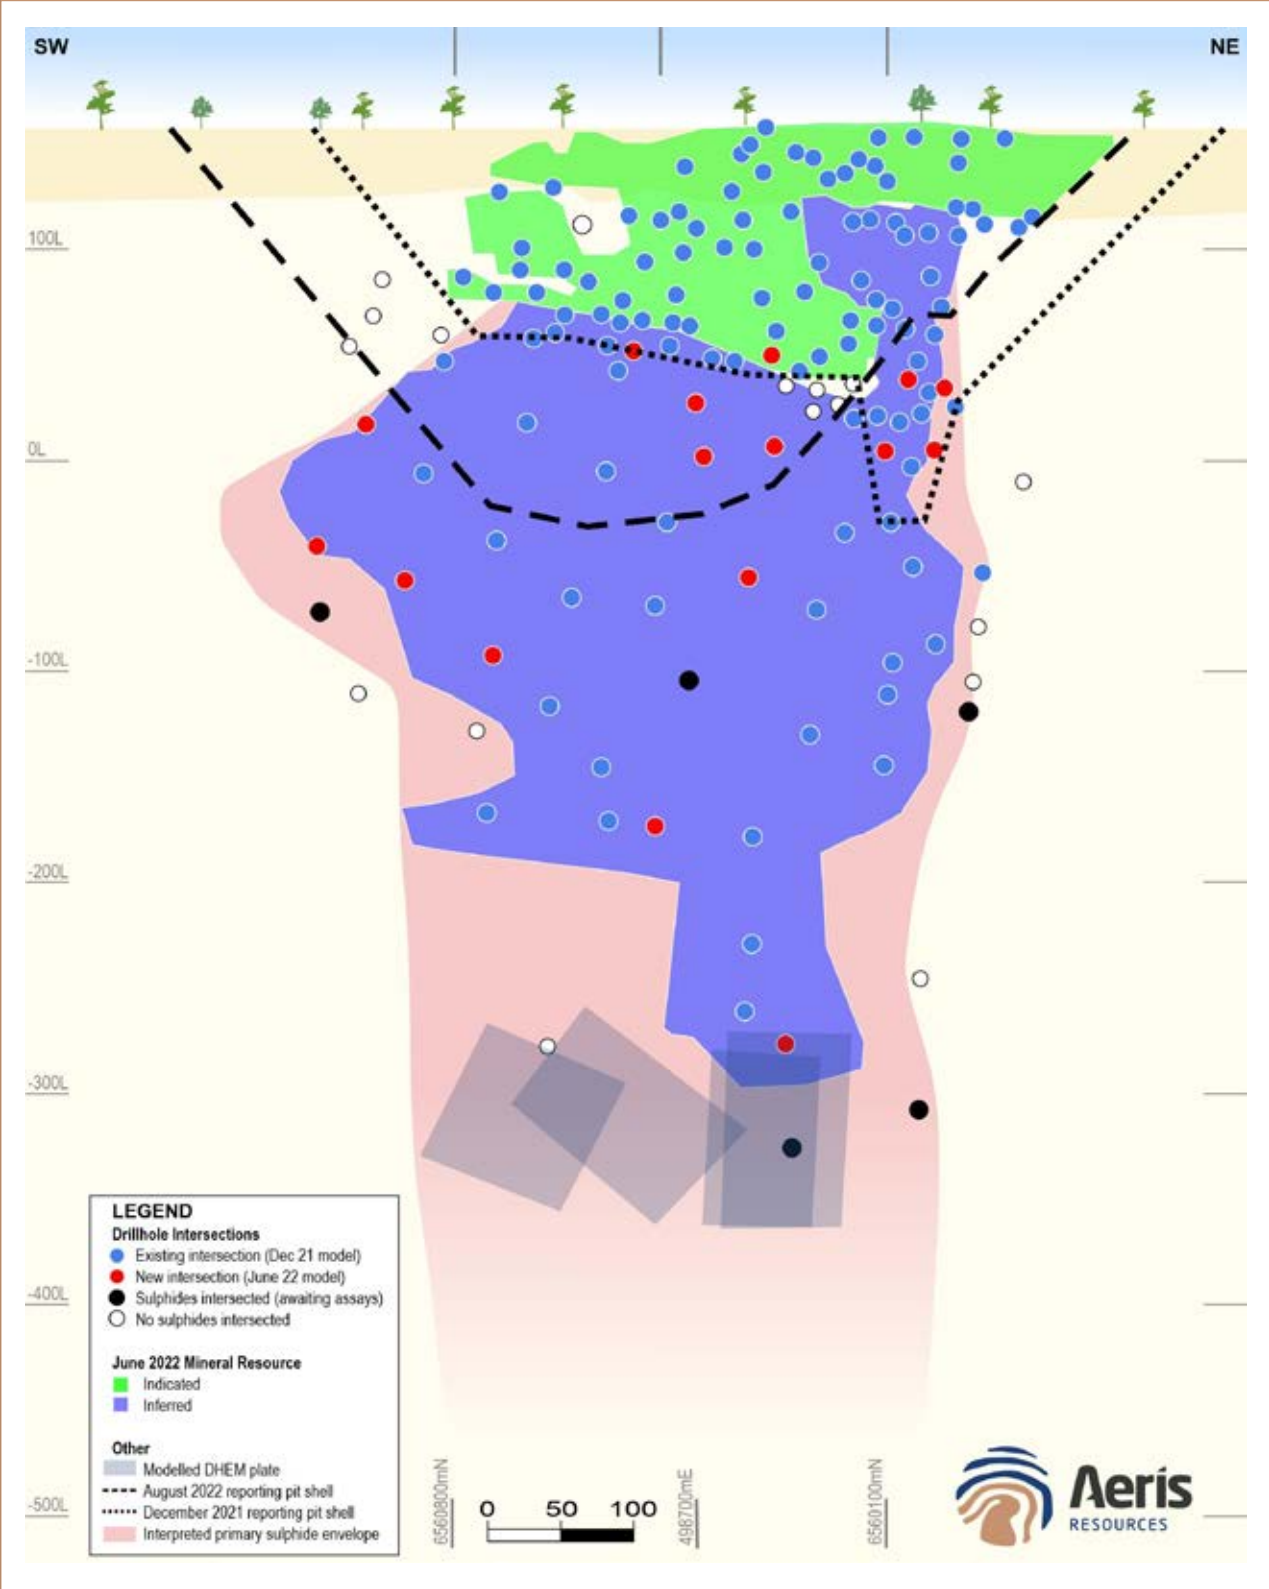 SW
NE
100L
0L
-100L
-200L
-300L
-400L
-500L
LEGEND
Drillhole Intersections
Existing intersection (Dec 21 model)
New intersection (June 22 model)
Sulphides intersected (awaiting assays)
No sulphides intersected
June 2022 Mineral Resource
Indicated
Inferred
Other
Modelled DHEM plate
August 2022 reporting pit shell
December 2021 reporting pit shell
Interpreted primary sulphide envelope
6560800mN
0 50 100
498700mE
6560100mN
Aeris
RESOURCES